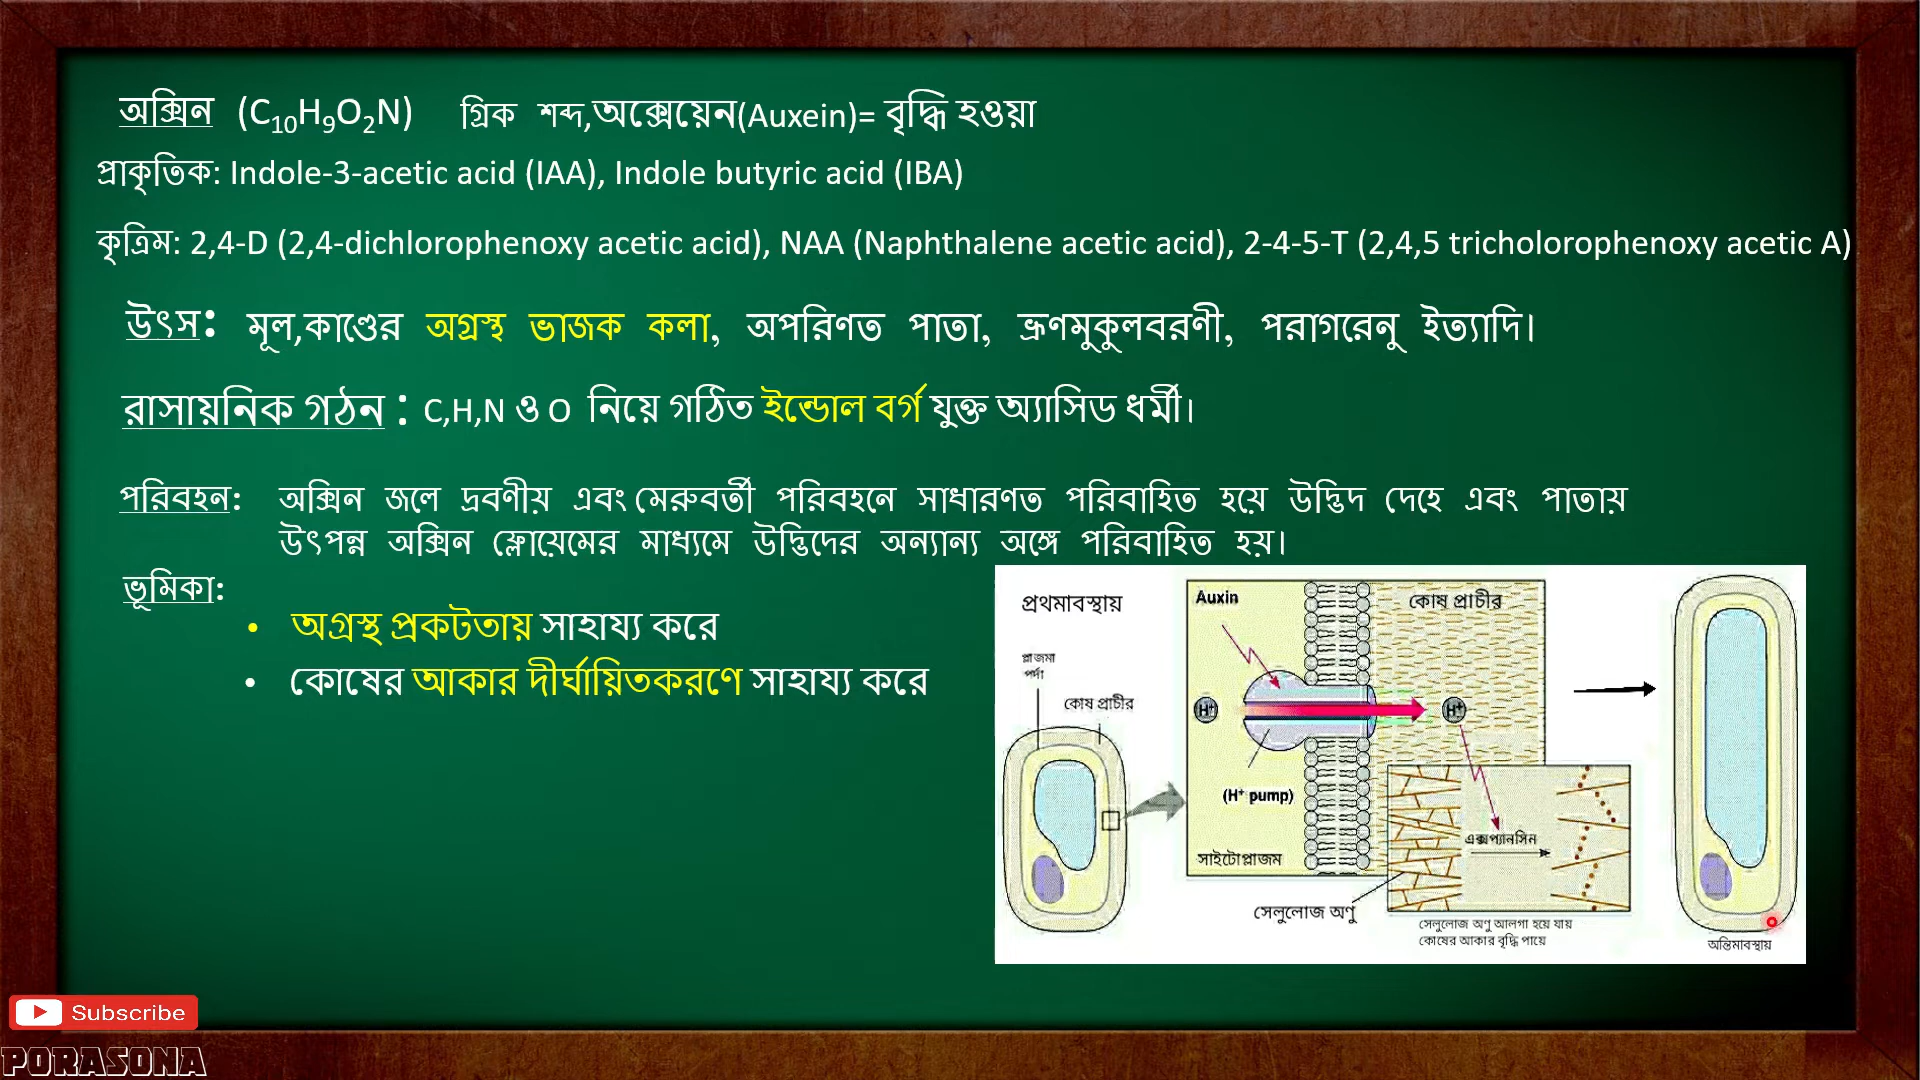 অক্সিন (C₁₀H₉O₂N) গ্রিক শব্দ,অক্সেয়েন(Auxein)= বৃদ্ধি হওয়া
প্রাকৃতিক: Indole-3-acetic acid (IAA), Indole butyric acid (IBA)
কৃত্রিম: 2,4-D (2,4-dichlorophenoxy acetic acid), NAA (Naphthalene acetic acid), 2-4-5-T (2,4,5 tricholorophenoxy acetic A)
উৎস: মূল,কাণ্ডের অগ্রস্থ ভাজক কলা, অপরিণত পাতা, ভ্রূণমুকুলবরণী, পরাগরেনু ইত্যাদি।
রাসায়নিক গঠন : C,H,N ও O নিয়ে গঠিত ইন্ডোল বর্গ যুক্ত অ্যাসিড ধর্মী।
পরিবহন: অক্সিন জলে দ্রবণীয় এবং মেরুবর্তী পরিবহনে সাধারণত পরিবাহিত হয়ে উদ্ভিদ দেহে এবং পাতায়
উৎপন্ন অক্সিন ফ্লোয়েমের মাধ্যমে উদ্ভিদের অন্যান্য অঙ্গে পরিবাহিত হয়।
ভূমিকা:
• অগ্রস্থ প্রকটতায় সাহায্য করে
• কোষের আকার দীর্ঘায়িতকরণে সাহায্য করে
প্রথমাবস্থায়
প্লাজমা
পর্দা
কোষ প্রাচীর
Auxin
কোষ প্রাচীর
H⁺
H⁺
(H⁺ pump)
সাইটোপ্লাজম
এক্সপ্যানসিন
সেলুলোজ অণু
সেলুলোজ অণু আলগা হয়ে যায়
কোষের আকার বৃদ্ধি পায়ে
অন্তিমাবস্থায়
Subscribe
PORASONA